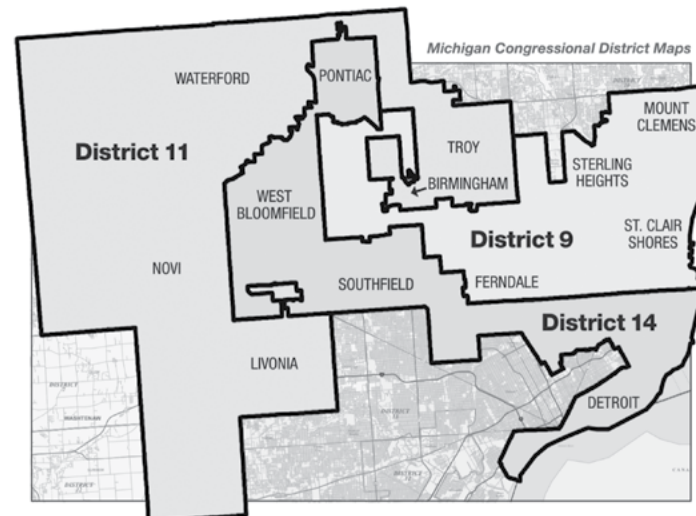 Michigan Congressional District Maps
WATERFORD
PONTIAC
MOUNT
CLEMENS
District 11
TROY
STERLING
HEIGHTS
BIRMINGHAM
WEST
BLOOMFIELD
District 9
ST. CLAIR
SHORES
NOVI
SOUTHFIELD
FERNDALE
District 14
LIVONIA
DETROIT